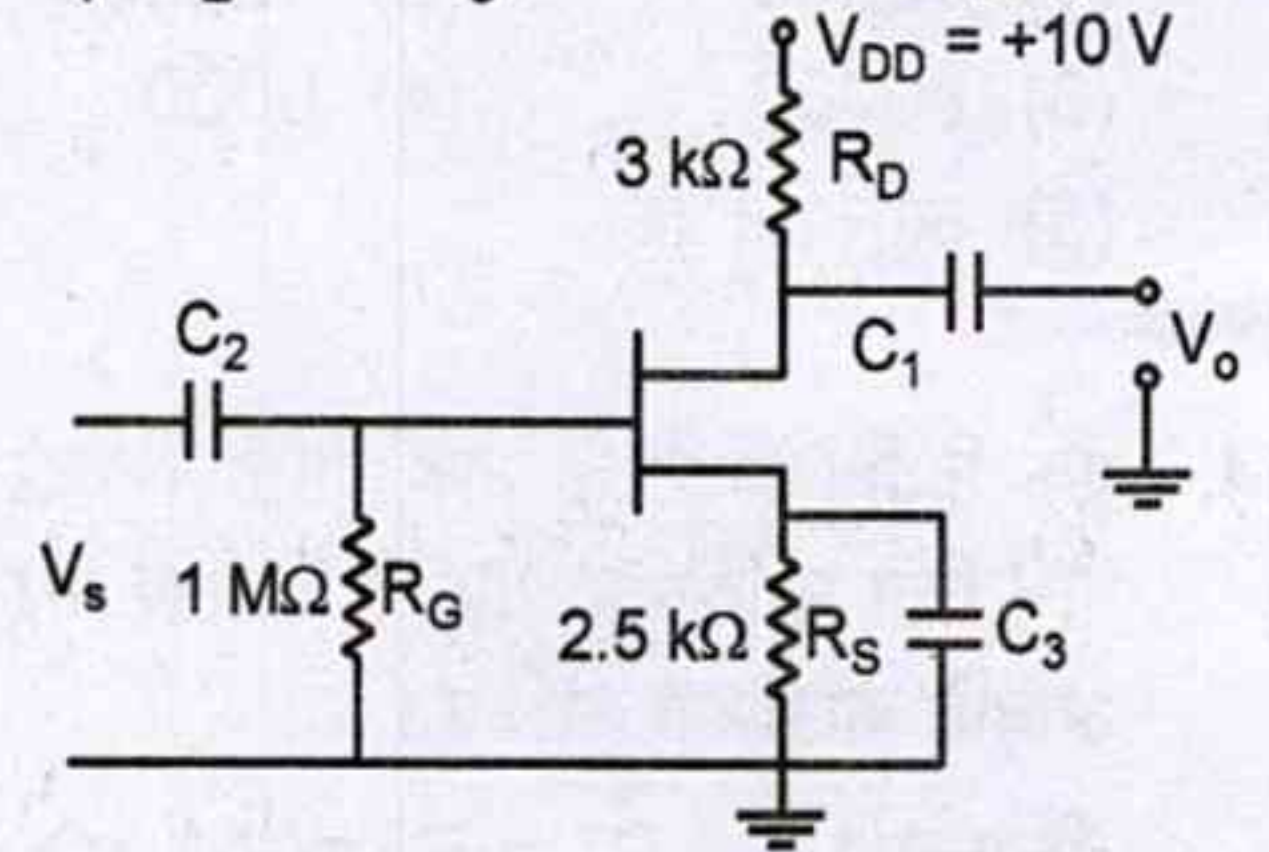 V_DD = +10 V
3 kΩ R_D
C_2
C_1
V_o
V_s 1 MΩ R_G
2.5 kΩ R_S C_3